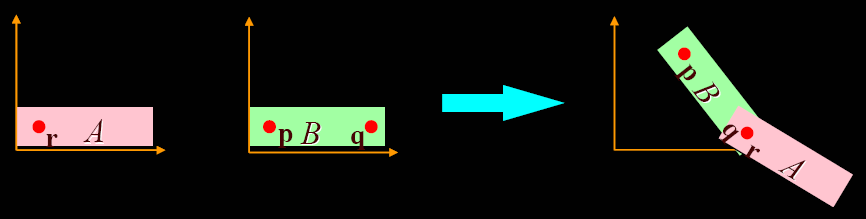 r A
p B q
p B
q r A